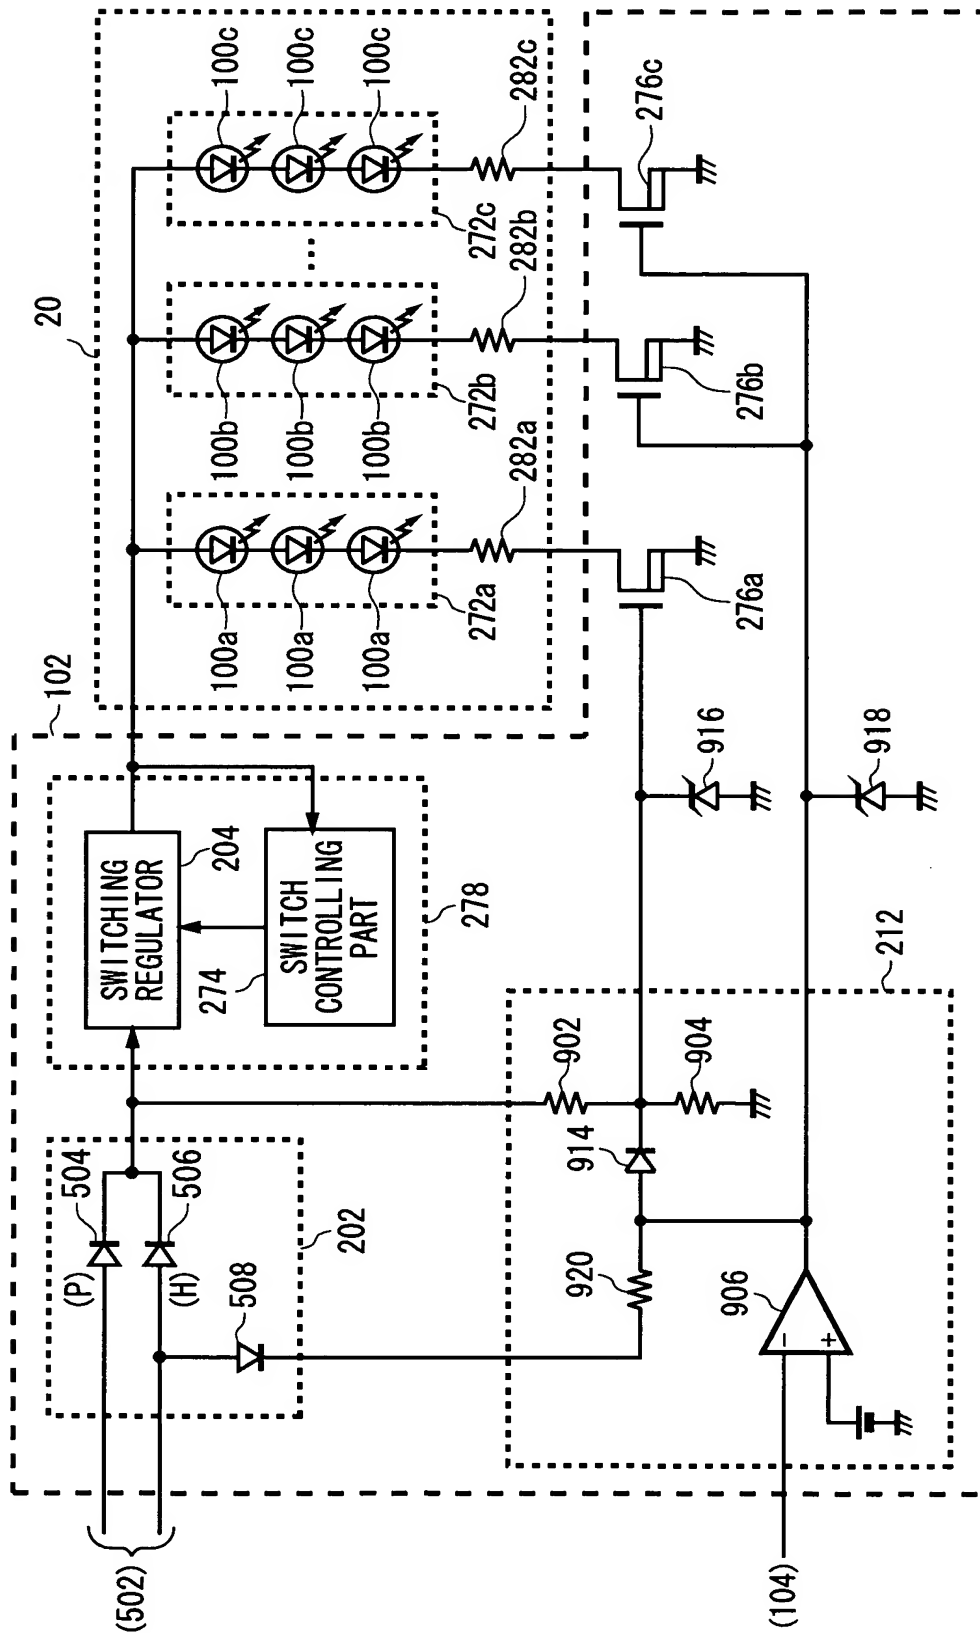 20
100c
100c
100c
272c
282c
276c
100b
100b
100b
272b
282b
276b
100a
100a
100a
272a
282a
276a
102
SWITCHING
REGULATOR
204
SWITCH
CONTROLLING
PART
274
278
916
918
504
(P)
506
(H)
508
202
902
904
914
920
906
-
+
212
(502)
(104)